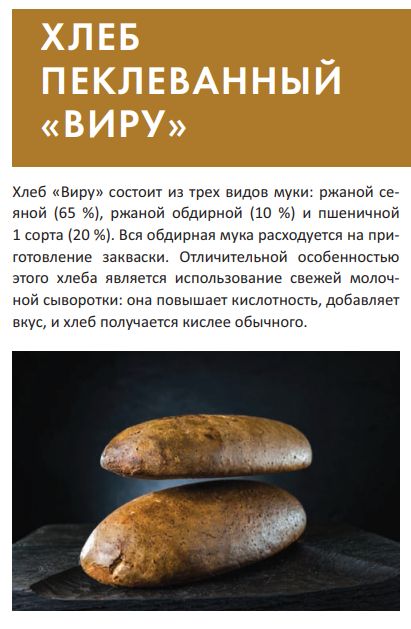 ХЛЕБ
ПЕКЛЕВАННЫЙ
«ВИРУ»
Хлеб «Виру» состоит из трех видов муки: ржаной се-
яной (65 %), ржаной обдирной (10 %) и пшеничной
1 сорта (20 %). Вся обдирная мука расходуется на при-
готовление закваски. Отличительной особенностью
этого хлеба является использование свежей молоч-
ной сыворотки: она повышает кислотность, добавляет
вкус, и хлеб получается кислее обычного.